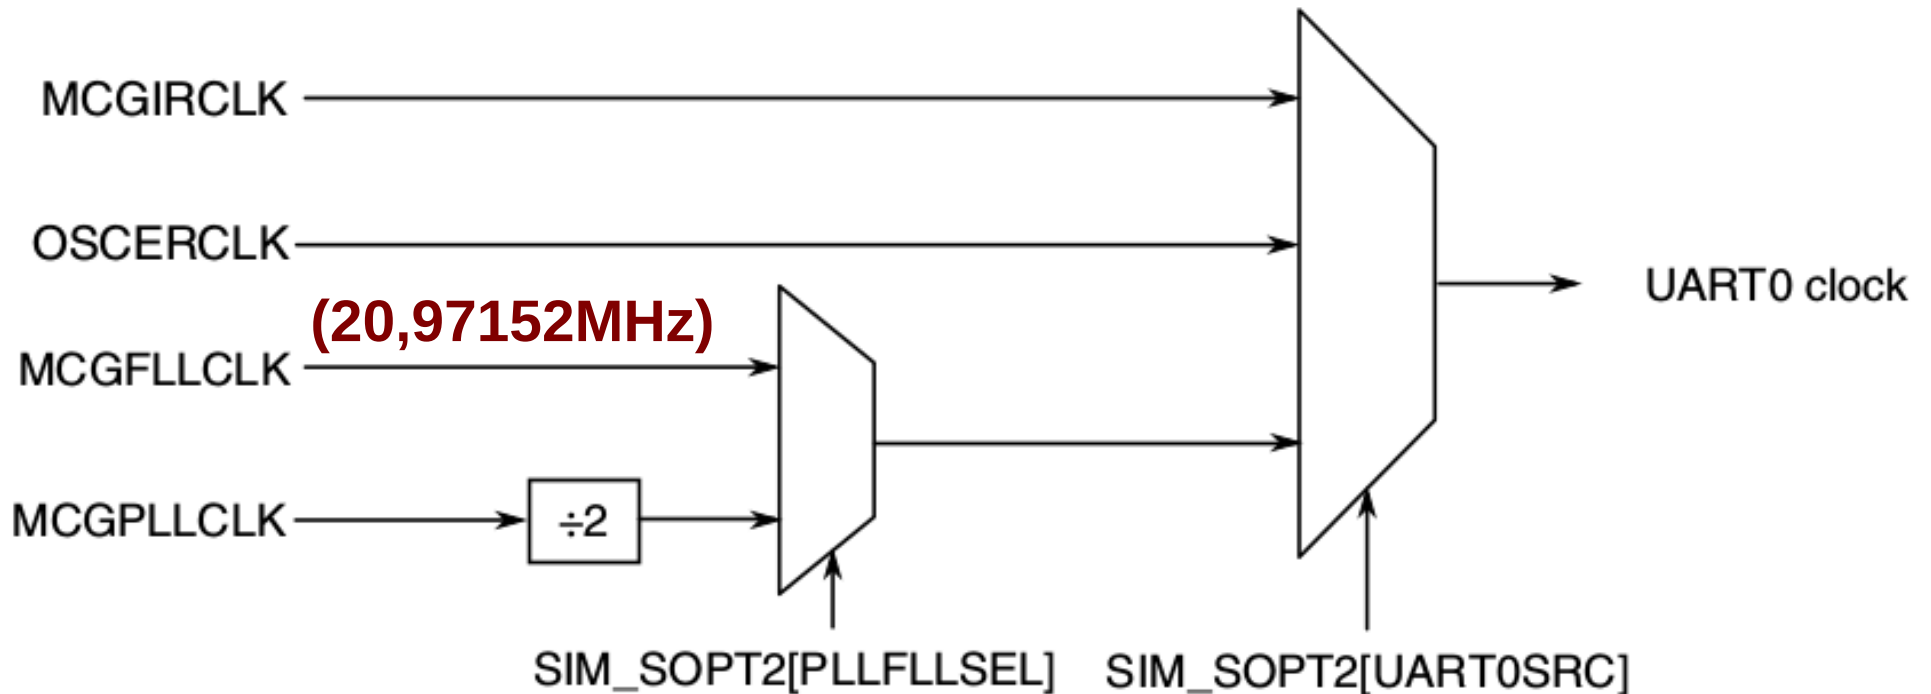 MCGIRCLK
OSCERCLK
(20,97152MHz)
MCGFLLCLK
UART0 clock
MCGPLLCLK
÷2
SIM_SOPT2[PLLFLLSEL]
SIM_SOPT2[UART0SRC]